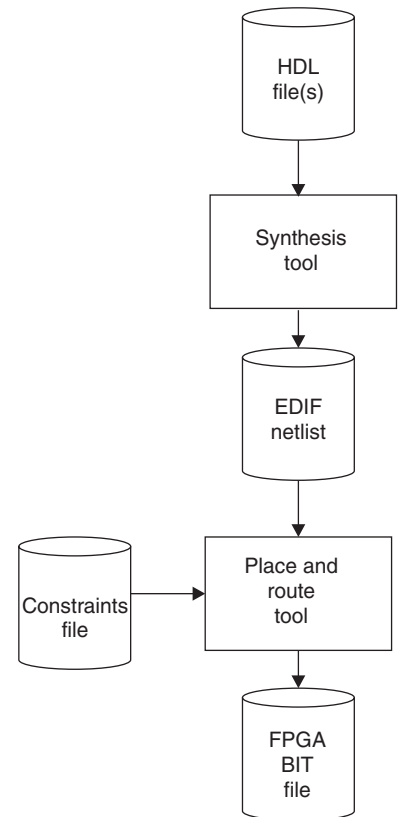 HDL
file(s)
Synthesis
tool
EDIF
netlist
Constraints
file
Place and
route
tool
FPGA
BIT
file